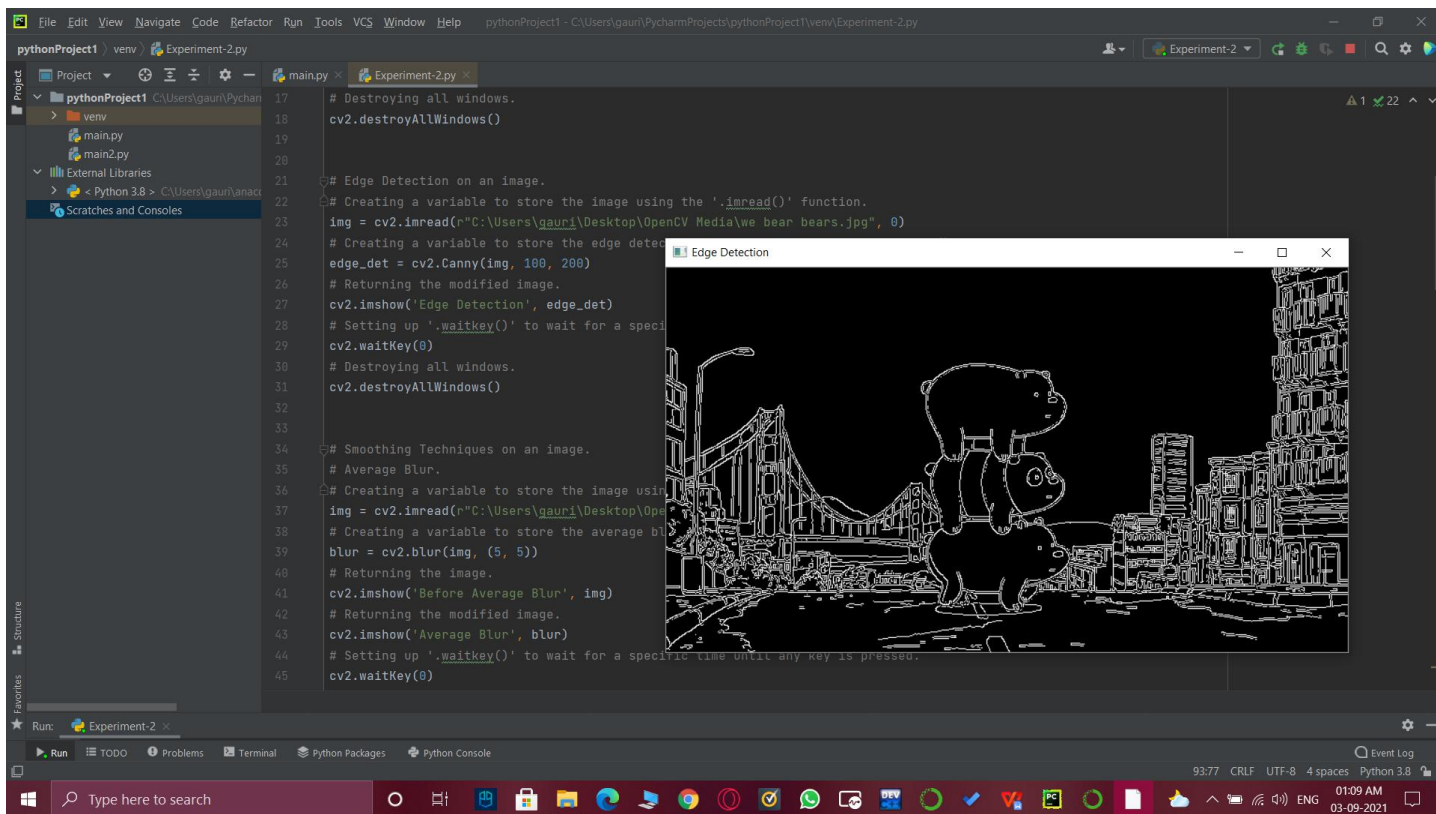 File Edit View Navigate Code Refactor Run Tools VCS Window Help pythonProject1 - C:\Users\gauri\PycharmProjects\pythonProject1\venv\Experiment-2.py
pythonProject1 venv Experiment-2.py Experiment-2
Project main.py Experiment-2.py
Project
pythonProject1 C:\Users\gauri\Pychar
venv
main.py
main2.py
External Libraries
< Python 3.8 > C:\Users\gauri\anaco
Scratches and Consoles
1 22
17 # Destroying all windows.
18 cv2.destroyAllWindows()
19
20
21 # Edge Detection on an image.
22 # Creating a variable to store the image using the '.imread()' function.
23 img = cv2.imread(r"C:\Users\gauri\Desktop\OpenCV Media\we bear bears.jpg", 0)
24 # Creating a variable to store the edge detec
25 edge_det = cv2.Canny(img, 100, 200)
26 # Returning the modified image.
27 cv2.imshow('Edge Detection', edge_det)
28 # Setting up '.waitkey()' to wait for a speci
29 cv2.waitKey(0)
30 # Destroying all windows.
31 cv2.destroyAllWindows()
32
33
34 # Smoothing Techniques on an image.
35 # Average Blur.
36 # Creating a variable to store the image usin
37 img = cv2.imread(r"C:\Users\gauri\Desktop\Ope
38 # Creating a variable to store the average bl
39 blur = cv2.blur(img, (5, 5))
40 # Returning the image.
41 cv2.imshow('Before Average Blur', img)
42 # Returning the modified image.
43 cv2.imshow('Average Blur', blur)
44 # Setting up '.waitkey()' to wait for a specific time until any key is pressed.
45 cv2.waitKey(0)
Edge Detection
Structure
Favorites
Run: Experiment-2
Run TODO Problems Terminal Python Packages Python Console Event Log
93:77 CRLF UTF-8 4 spaces Python 3.8
Type here to search
DEV
PC
ENG
01:09 AM
03-09-2021